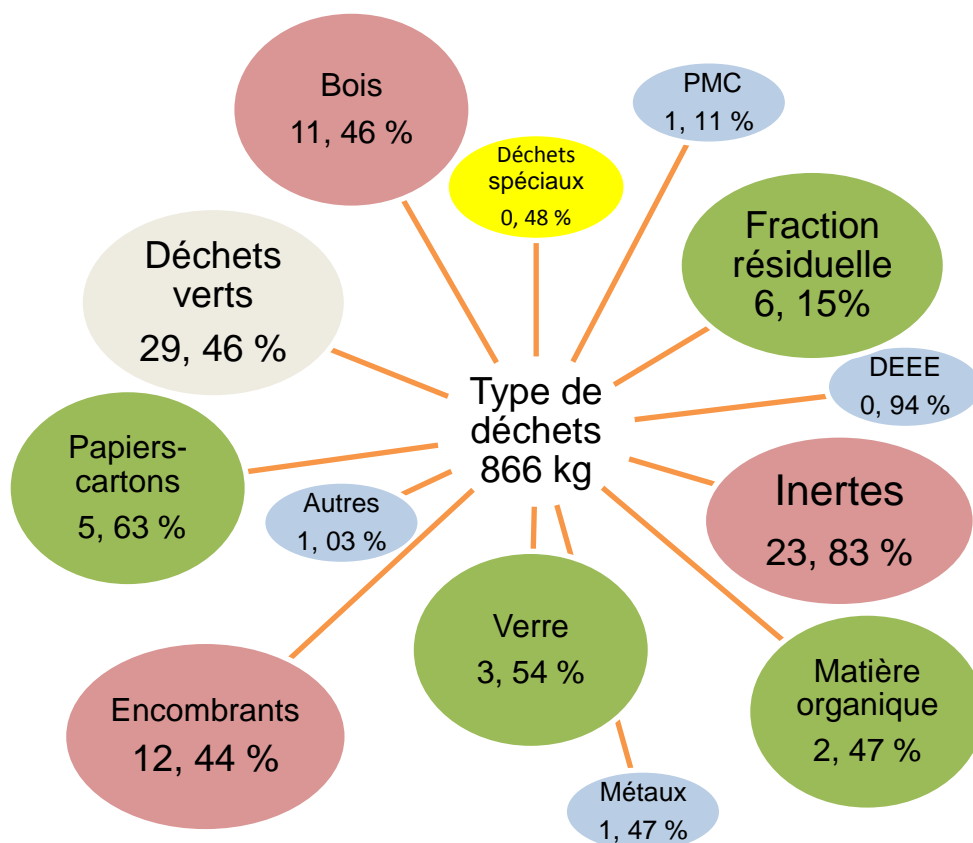 Bois
11, 46 %
PMC
1, 11 %
Déchets
spéciaux
0, 48 %
Fraction
résiduelle
6, 15%
Déchets
verts
29, 46 %
DEEE
0, 94 %
Type de
déchets
866 kg
Papiers-
cartons
5, 63 %
Autres
1, 03 %
Inertes
23, 83 %
Verre
3, 54 %
Matière
organique
2, 47 %
Encombrants
12, 44 %
Métaux
1, 47 %